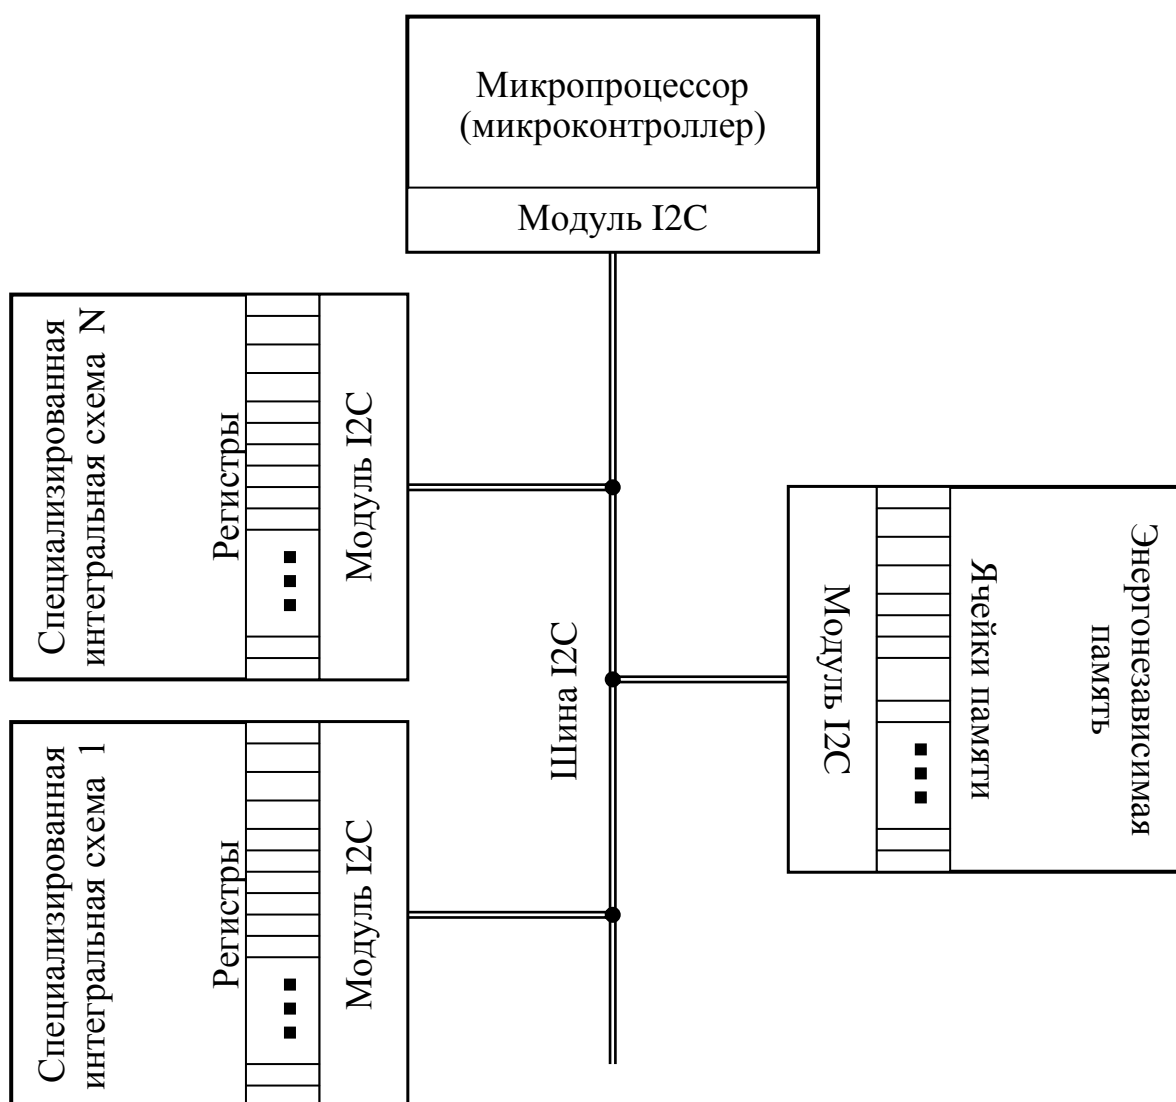 Микропроцессор
(микроконтроллер)
Модуль I2C
Специализированная
интегральная схема N
Регистры
Модуль I2C
Шина I2C
Модуль I2C
Ячейки памяти
Энергонезависимая
память
Специализированная
интегральная схема 1
Регистры
Модуль I2C